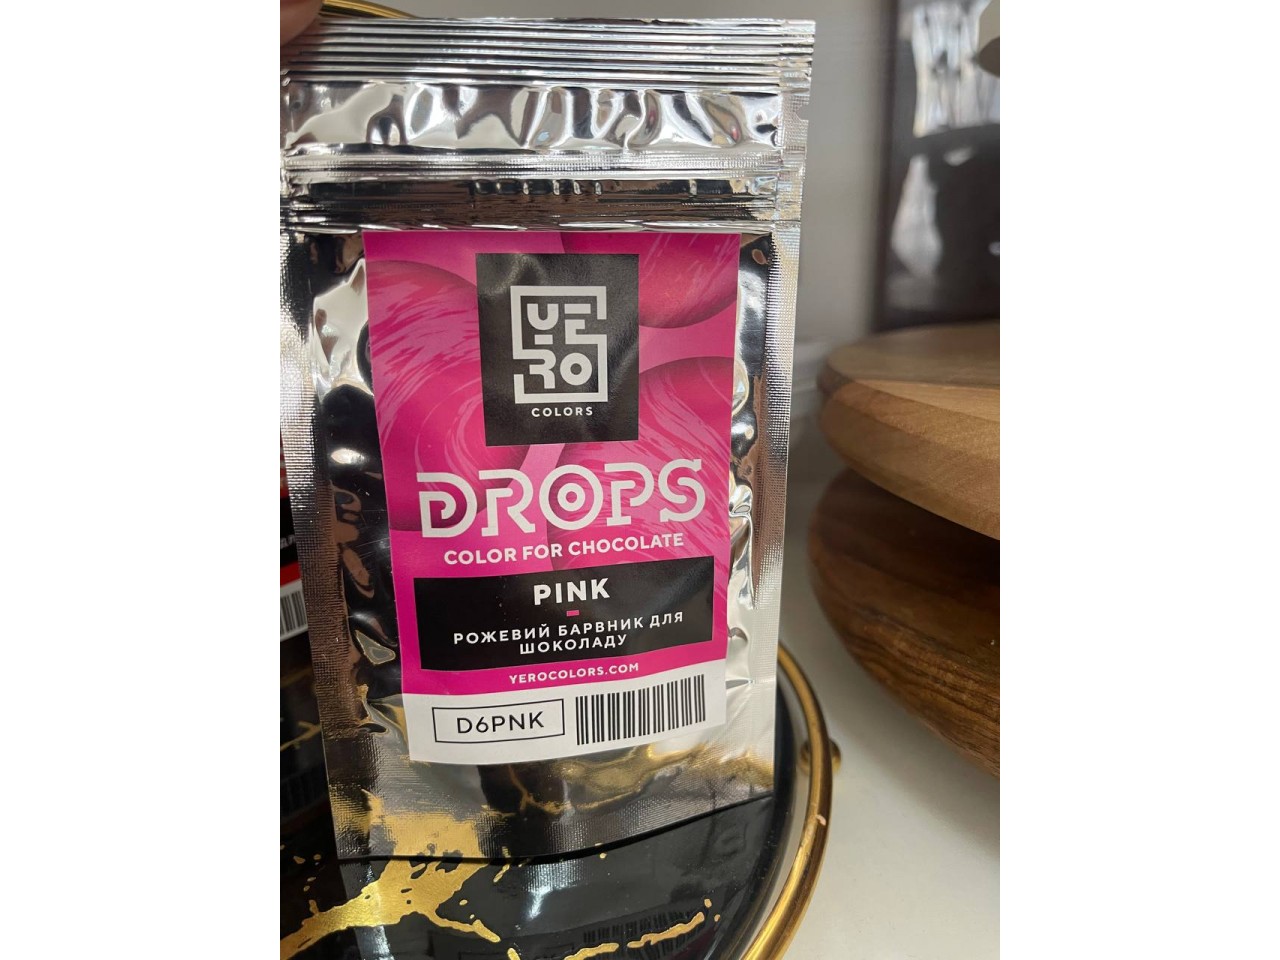 YERO
COLORS
DROPS
COLOR FOR CHOCOLATE
PINK
РОЖЕВИЙ БАРВНИК ДЛЯ
ШОКОЛАДУ
YEROCOLORS.COM
D6PNK